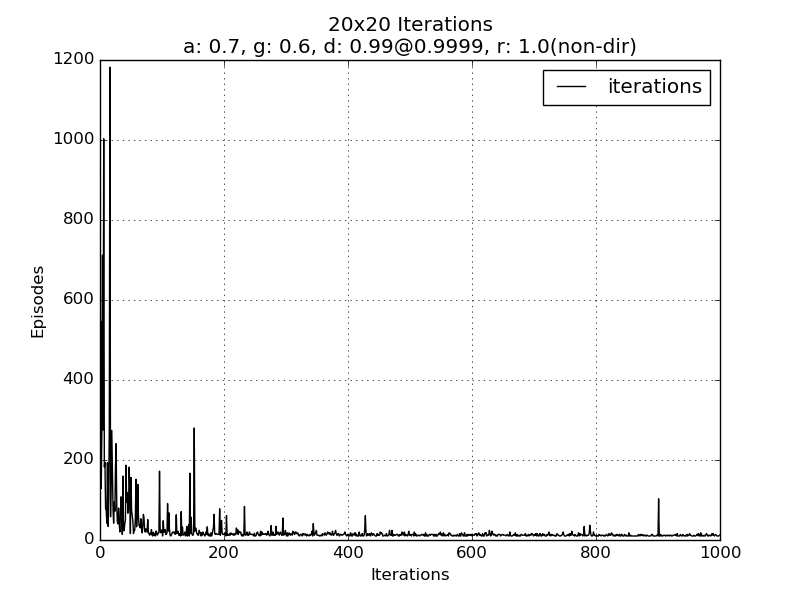 20x20 Iterations
a: 0.7, g: 0.6, d: 0.99@0.9999, r: 1.0(non-dir)
iterations
1200
1000
800
600
400
200
0
Episodes
0 200 400 600 800 1000
Iterations